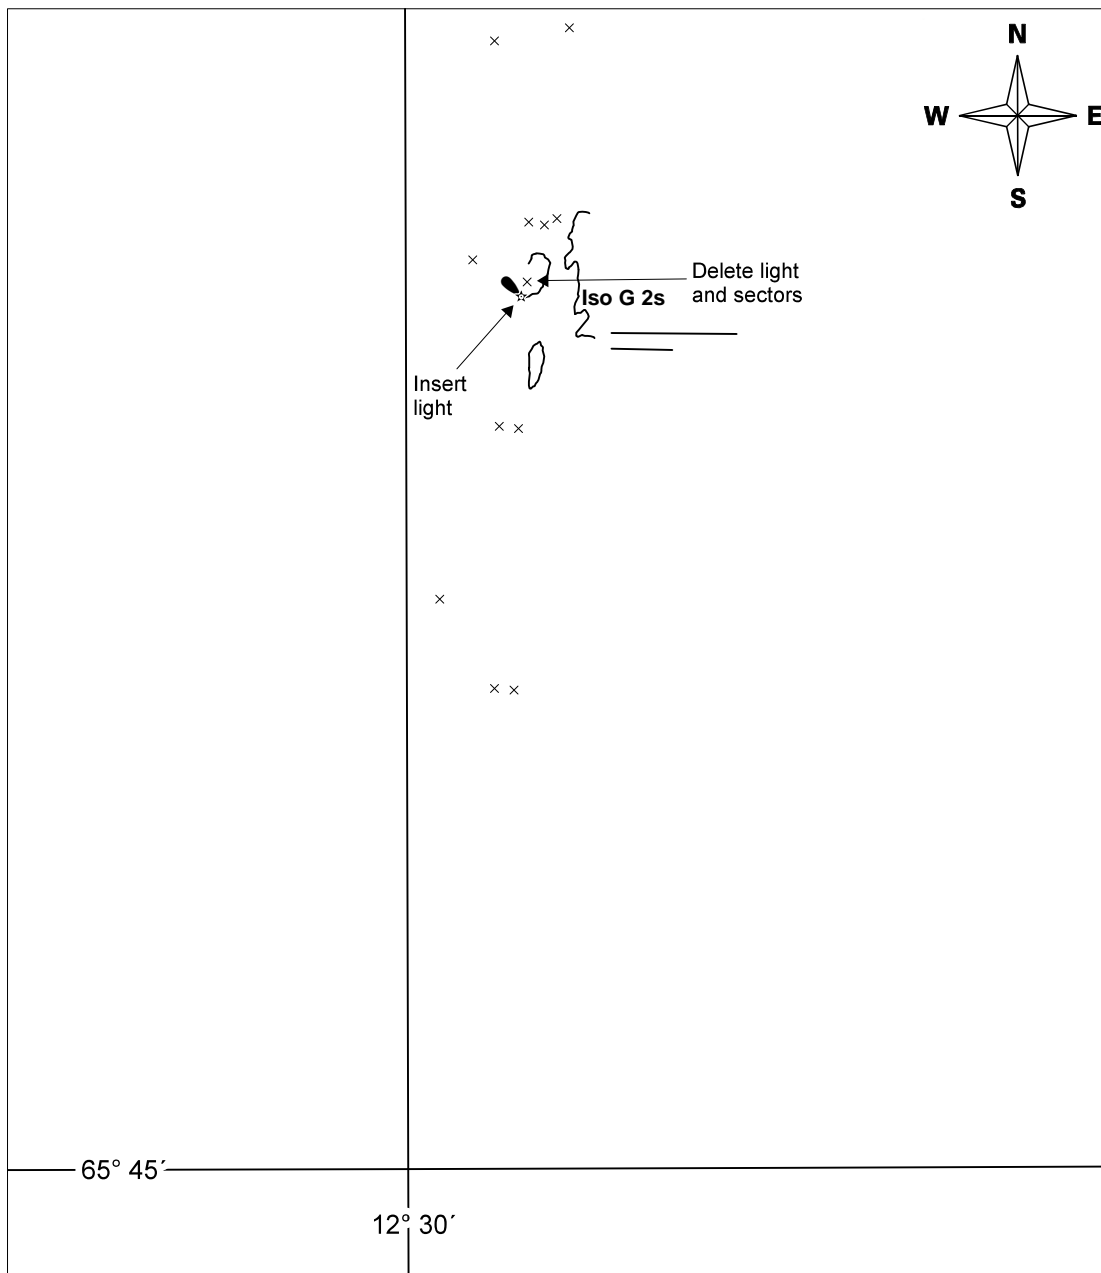 N
W E
S
Delete light
and sectors
Iso G 2s
Insert
light
65° 45′
12° 30′